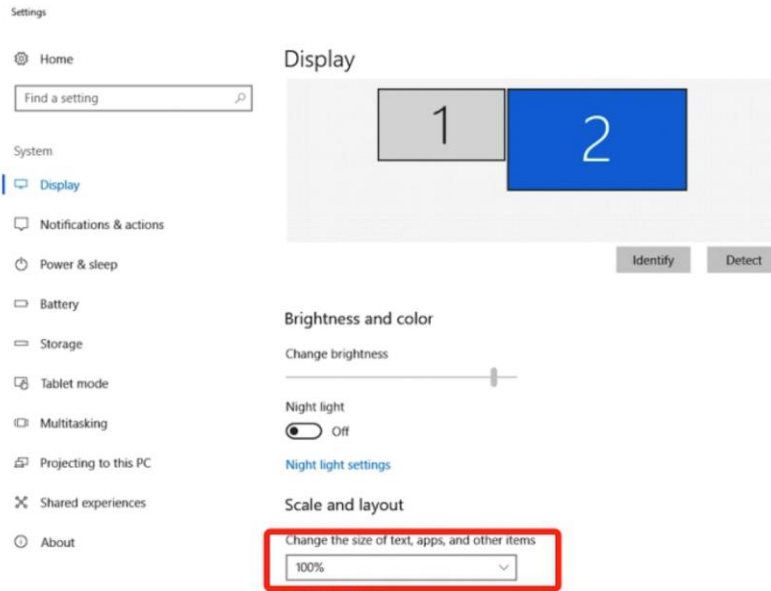 Settings
Home
Find a setting
System
Display
Notifications & actions
Power & sleep
Battery
Storage
Tablet mode
Multitasking
Projecting to this PC
Shared experiences
About
Display
1
2
Identify
Detect
Brightness and color
Change brightness
Night light
Off
Night light settings
Scale and layout
Change the size of text, apps, and other items
100%